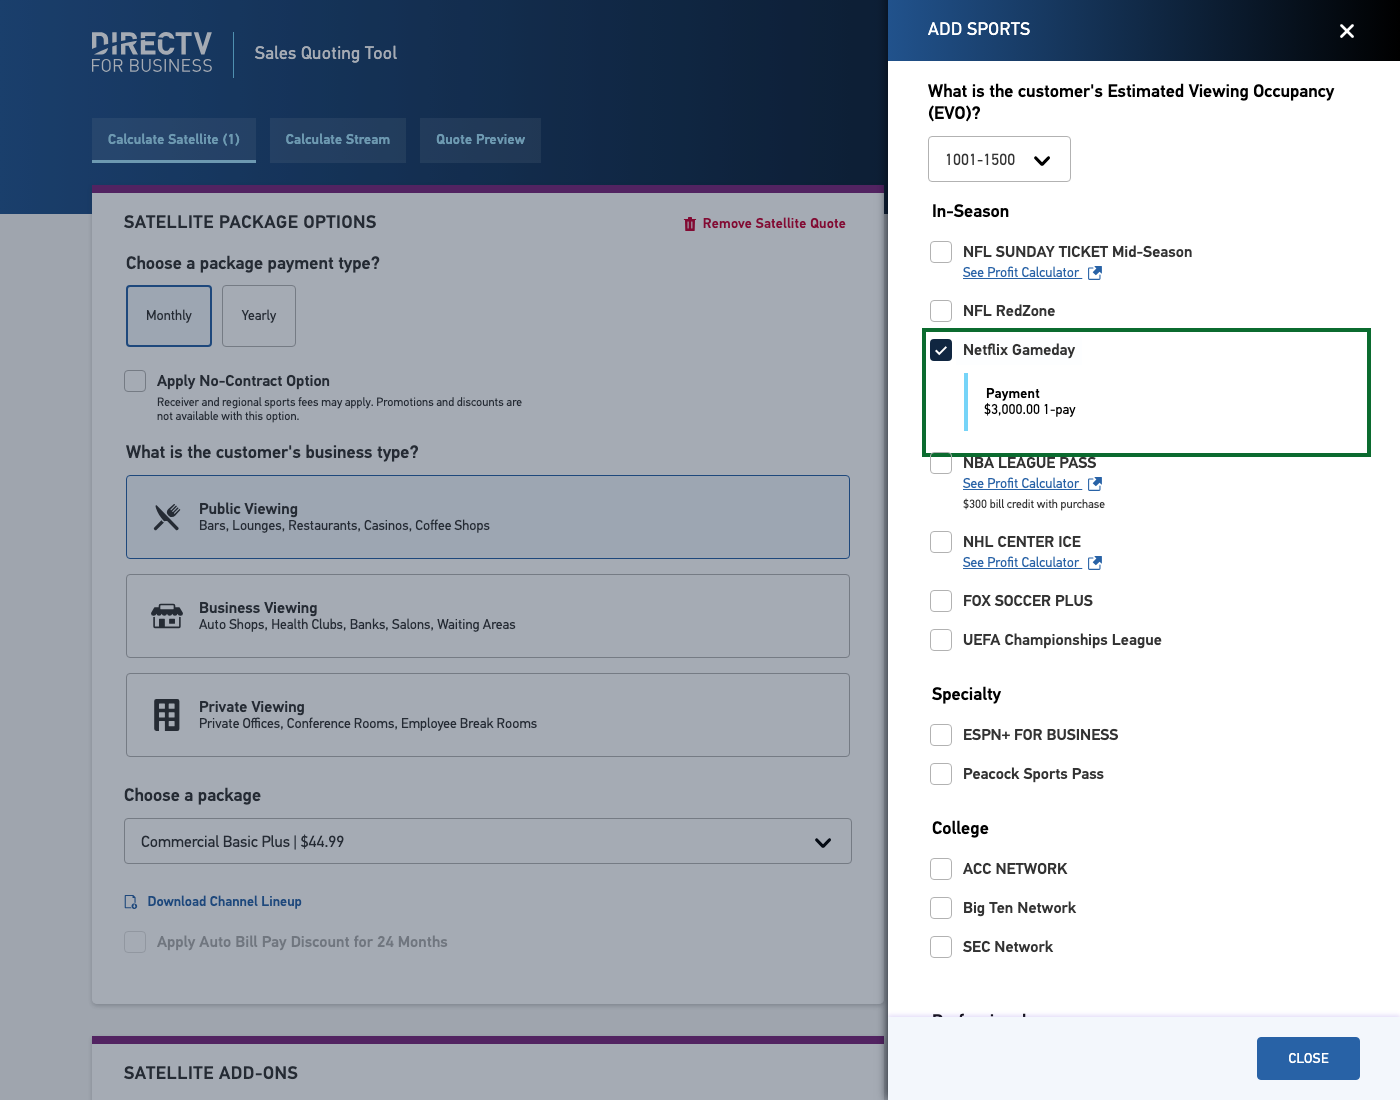 DIRECTV
FOR BUSINESS
Sales Quoting Tool
Calculate Satellite (1)
Calculate Stream
Quote Preview
SATELLITE PACKAGE OPTIONS
Remove Satellite Quote
Choose a package payment type?
Monthly
Yearly
Apply No-Contract Option
Receiver and regional sports fees may apply. Promotions and discounts are
not available with this option.
What is the customer's business type?
Public Viewing
Bars, Lounges, Restaurants, Casinos, Coffee Shops
Business Viewing
Auto Shops, Health Clubs, Banks, Salons, Waiting Areas
Private Viewing
Private Offices, Conference Rooms, Employee Break Rooms
Choose a package
Commercial Basic Plus | $44.99
Download Channel Lineup
Apply Auto Bill Pay Discount for 24 Months
SATELLITE ADD-ONS
ADD SPORTS
What is the customer's Estimated Viewing Occupancy
(EVO)?
1001-1500
In-Season
NFL SUNDAY TICKET Mid-Season
See Profit Calculator
NFL RedZone
Netflix Gameday
Payment
$3,000.00 1-pay
NBA LEAGUE PASS
See Profit Calculator
$300 bill credit with purchase
NHL CENTER ICE
See Profit Calculator
FOX SOCCER PLUS
UEFA Championships League
Specialty
ESPN+ FOR BUSINESS
Peacock Sports Pass
College
ACC NETWORK
Big Ten Network
SEC Network
CLOSE